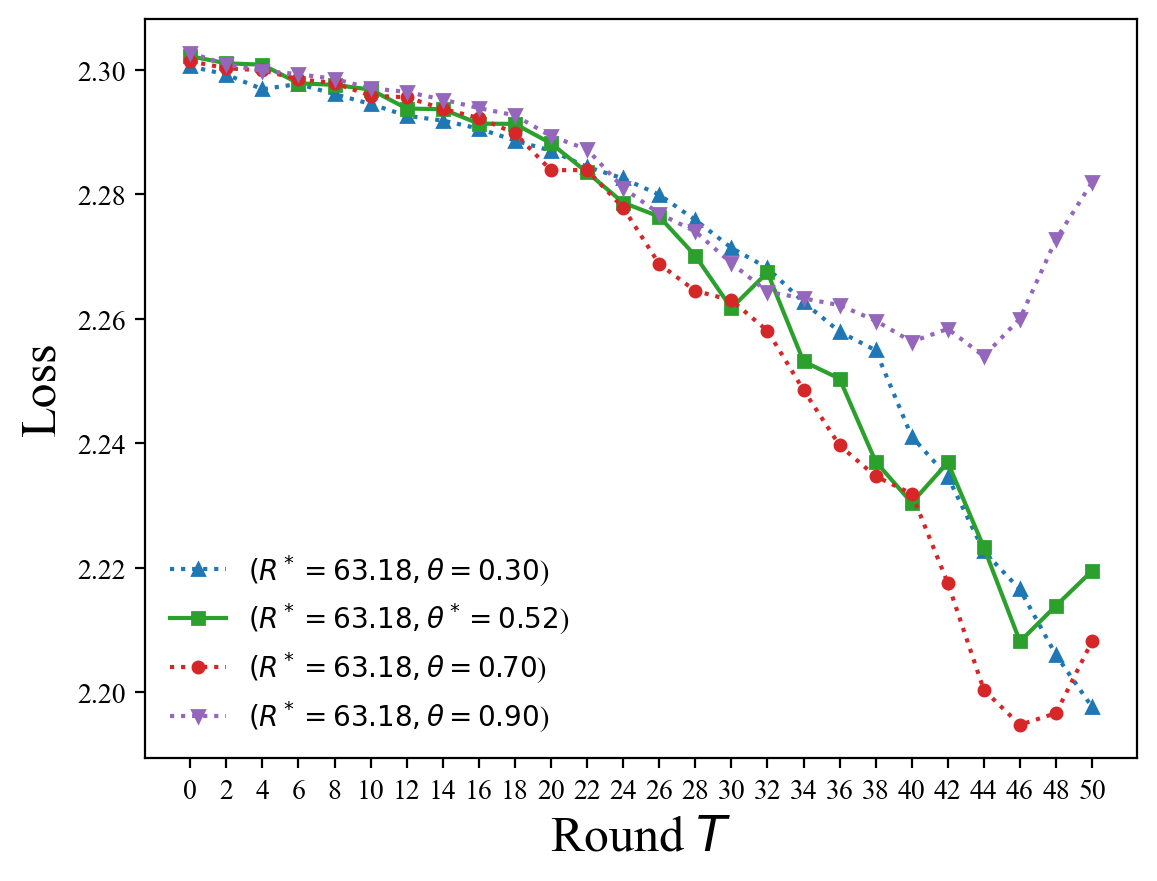 2.30
2.28
2.26
2.24
2.22
2.20
Loss
(R* = 63.18, θ = 0.30)
(R* = 63.18, θ* = 0.52)
(R* = 63.18, θ = 0.70)
(R* = 63.18, θ = 0.90)
0 2 4 6 8 10 12 14 16 18 20 22 24 26 28 30 32 34 36 38 40 42 44 46 48 50
Round T